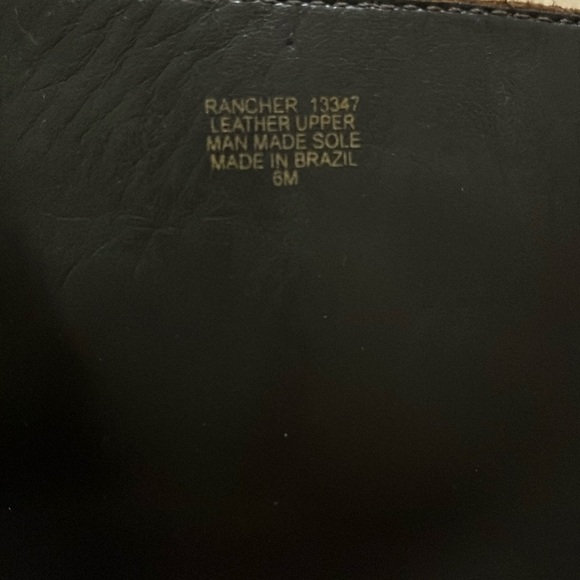 RANCHER 13347
LEATHER UPPER
MAN MADE SOLE
MADE IN BRAZIL
6M